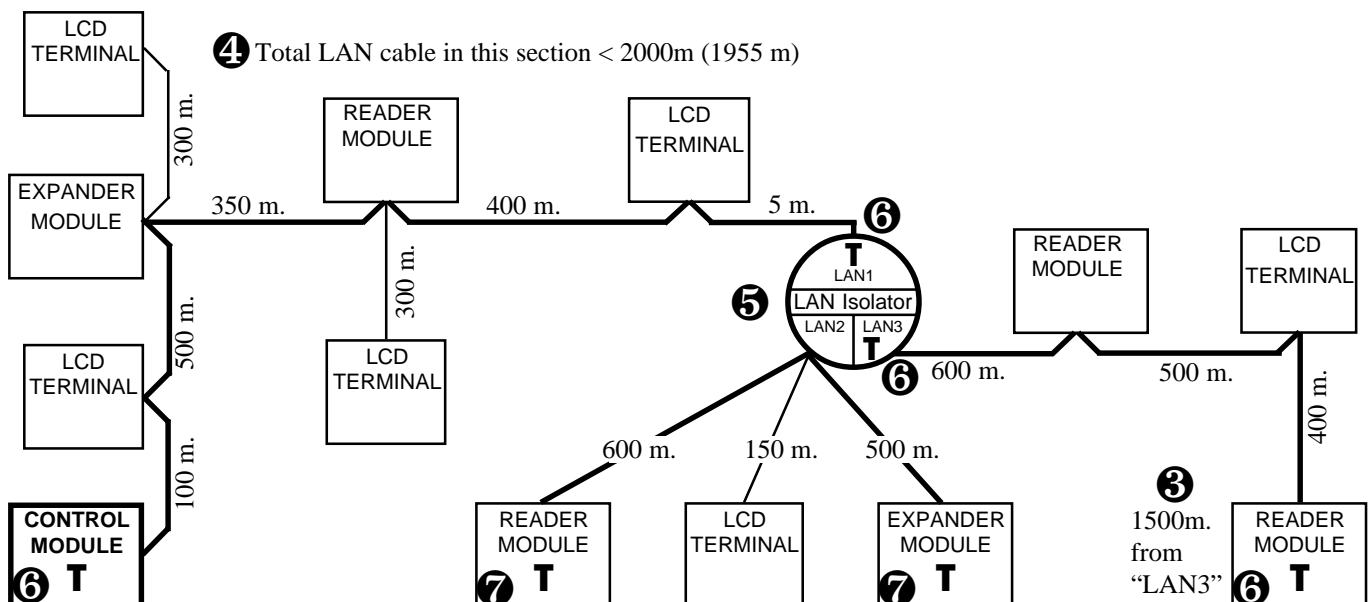 LCD
TERMINAL
❹ Total LAN cable in this section < 2000m (1955 m)
300 m.
READER
MODULE
LCD
TERMINAL
EXPANDER
MODULE
350 m.
400 m.
5 m.
❻
T
LAN1
LAN Isolator
LAN2
LAN3
T
❺
❻
READER
MODULE
LCD
TERMINAL
300 m.
LCD
TERMINAL
500 m.
LCD
TERMINAL
100 m.
600 m.
500 m.
400 m.
600 m.
150 m.
500 m.
CONTROL
MODULE
❻ T
READER
MODULE
❼ T
LCD
TERMINAL
EXPANDER
MODULE
❼ T
❸
1500m.
from
“LAN3”
READER
MODULE
❻ T